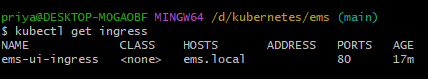 priya@DESKTOP-MOGAOBF MINGW64 /d/kubernetes/ems (main)
$ kubectl get ingress
NAME CLASS HOSTS ADDRESS PORTS AGE
ems-ui-ingress <none> ems.local 80 17m